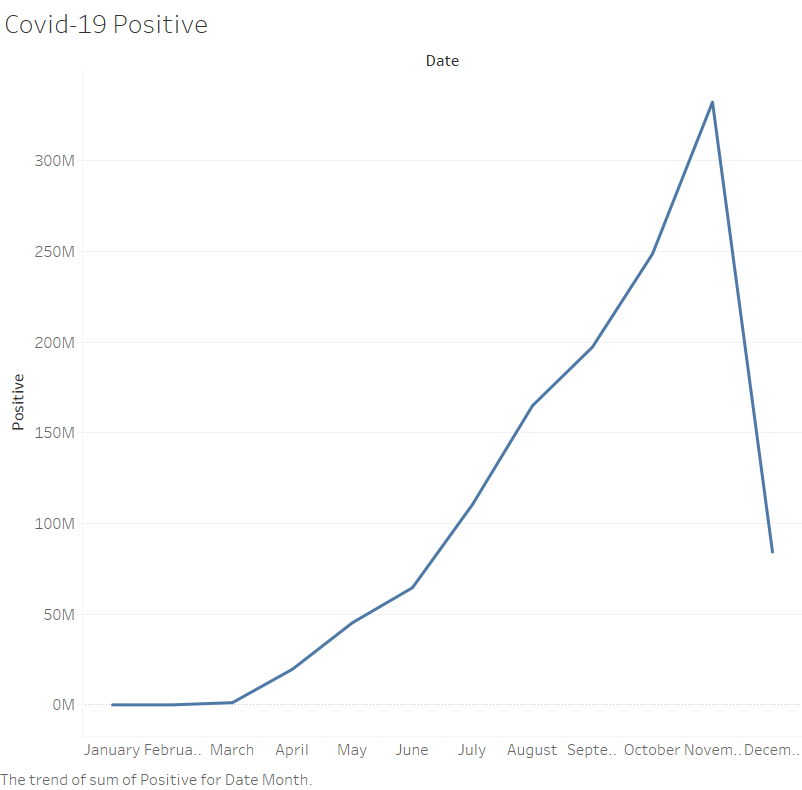 Covid-19 Positive
Date
300M
250M
200M
150M
100M
50M
0M
Positive
January Februa.. March April May June July August Septe.. October Novem.. Decem..
The trend of sum of Positive for Date Month.